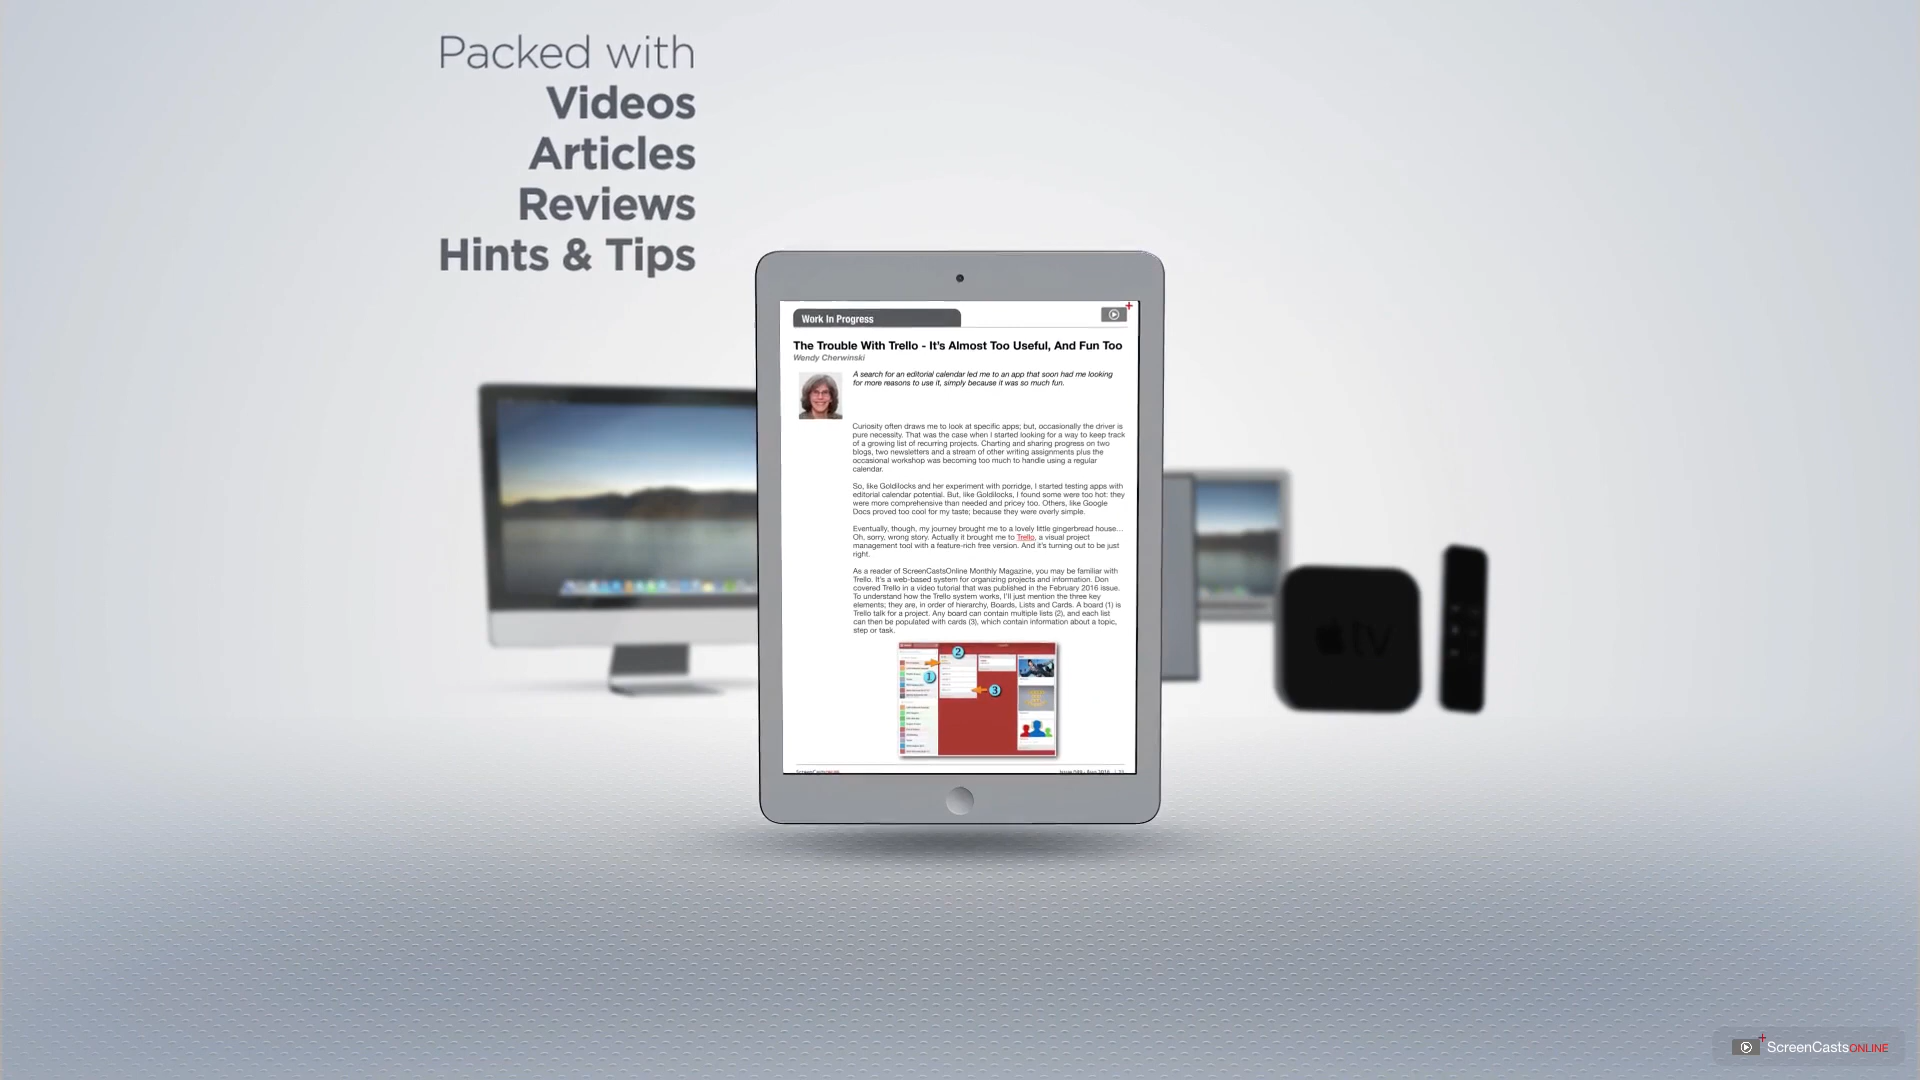 Packed with
Videos
Articles
Reviews
Hints & Tips
Work In Progress
The Trouble With Trello - It's Almost Too Useful, And Fun Too
Wendy Cherwinski
A search for an editorial calendar led me to an app that soon had me looking
for more reasons to use it, simply because it was so much fun.
Curiosity often draws me to look at specific apps; but, occasionally the driver is
pure necessity. That was the case when I started looking for a way to keep track
of a growing list of recurring projects. Charting and sharing progress on two
blogs, two newsletters and a stream of other writing assignments plus the
occasional workshop was becoming too much to handle using a regular
calendar.
So, like Goldilocks and her experiment with porridge, I started testing apps with
editorial calendar potential. But, like Goldilocks, I found some were too hot: they
were more comprehensive than needed and pricey too. Others, like Google
Docs proved too cool for my taste; because they were overly simple.
Eventually, though, my journey brought me to a lovely little gingerbread house…
Oh, sorry, wrong story. Actually it brought me to Trello, a visual project
management tool with a feature-rich free version. And it's turning out to be just
right.
As a reader of ScreenCastsOnline Monthly Magazine, you may be familiar with
Trello. It's a web-based system for organizing projects and information. Don
covered Trello in a video tutorial that was published in the February 2016 issue.
To understand how the Trello system works, I'll just mention the three key
elements; they are, in order of hierarchy, Boards, Lists and Cards. A board (1) is
Trello talk for a project. Any board can contain multiple lists (2), and each list
can then be populated with cards (3), which contain information about a topic,
step or task.
2
1
3
tv
ScreenCastsONLINE